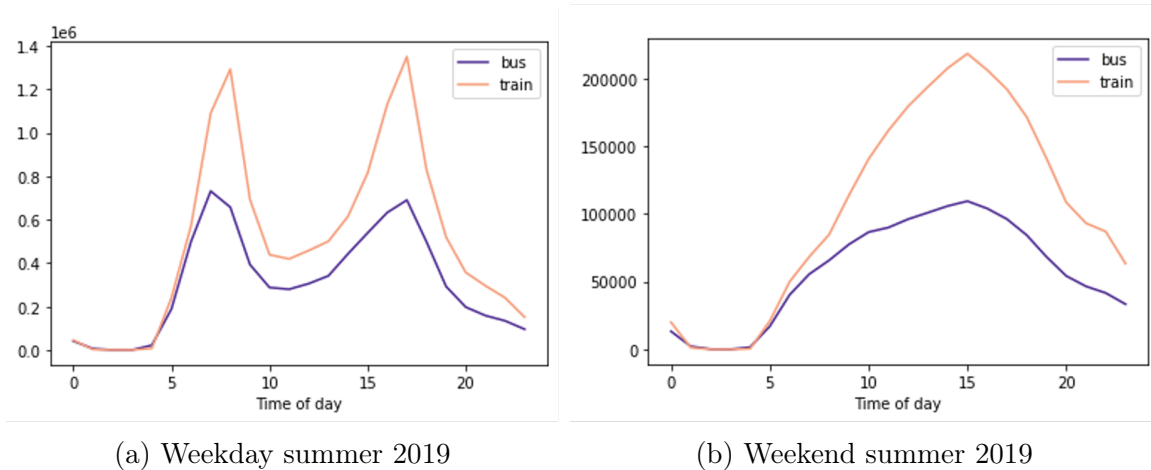 1e6
1.4
1.2
1.0
0.8
0.6
0.4
0.2
0.0
0 5 10 15 20
Time of day
bus
train
200000
150000
100000
50000
0
0 5 10 15 20
Time of day
bus
train
(a) Weekday summer 2019
(b) Weekend summer 2019